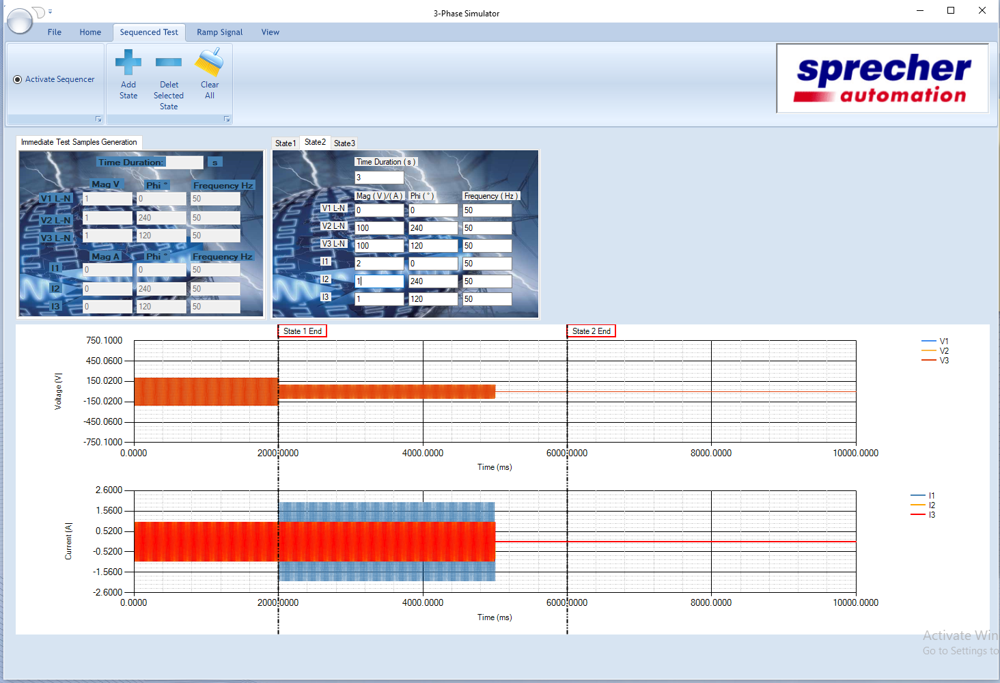 3-Phase Simulator
File Home Sequenced Test Ramp Signal View
Activate Sequencer
Add State
Delet Selected State
Clear All
sprecher
automation
Immediate Test Samples Generation
Time Duration: s
Mag V Phi ° Frequency Hz
V1 L-N 1 0 50
V2 L-N 1 240 50
V3 L-N 1 120 50
Mag A Phi ° Frequency Hz
I1 0 0 50
I2 0 240 50
I3 0 120 50
State1 State2 State3
Time Duration ( s )
3
Mag ( V )/( A ) Phi ( ° ) Frequency ( Hz )
V1 L-N 0 0 50
V2 L-N 100 240 50
V3 L-N 100 120 50
I1 2 0 50
I2 1 240 50
I3 1 120 50
State 1 End State 2 End
750.1000
450.0600
150.0200
-150.0200
-450.0600
-750.1000
Voltage (V)
0.0000 2000.0000 4000.0000 6000.0000 8000.0000 10000.0000
Time (ms)
V1
V2
V3
2.6000
1.5600
0.5200
-0.5200
-1.5600
-2.6000
Current (A)
0.0000 2000.0000 4000.0000 6000.0000 8000.0000 10000.0000
Time (ms)
I1
I2
I3
Activate Win
Go to Settings to